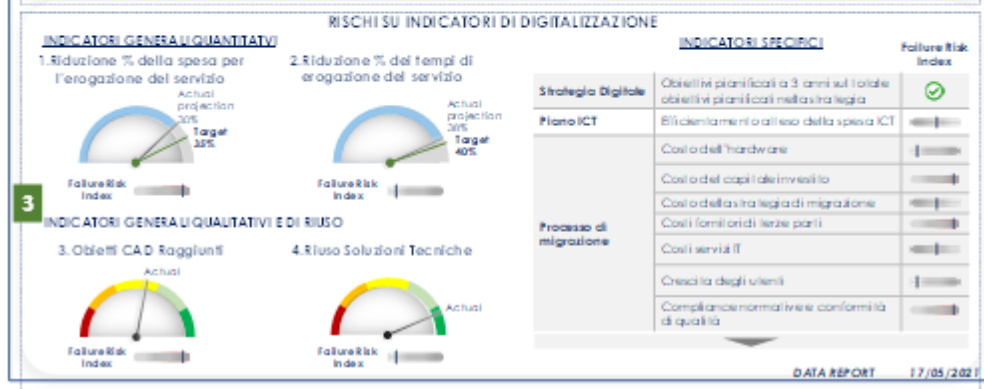 RISCHI SU INDICATORI DI DIGITALIZZAZIONE
INDICATORI GENERALI QUANTITATVI
1.Riduzione % della spesa per
l'erogazione del servizio
Actual
projection
30%
Target
35%
Failure Risk
Index
2.Riduzione % dei tempi di
erogazione del servizio
Actual
projection
38%
Target
40%
Failure Risk
Index
3
INDICATORI GENERALI QUALITATIVI E DI RIUSO
3. Obietti CAD Raggiunti
Actual
Failure Risk
Index
4.Riuso Soluzioni Tecniche
Actual
Failure Risk
Index
INDICATORI SPECIFICI
Failure Risk
Index
Strategia Digitale
Obiettivi pianificati a 3 anni sul totale
obiettivi pianificati nella strategia
Piano ICT
Efficientamento atteso della spesa ICT
Processo di
migrazione
Costo dell'hardware
Costo del capitale investito
Costo della strategia di migrazione
Costi fornitori di terze parti
Costi servizi IT
Crescita degli utenti
Compliance normative e conformità
di qualità
DATA REPORT 17/05/2021